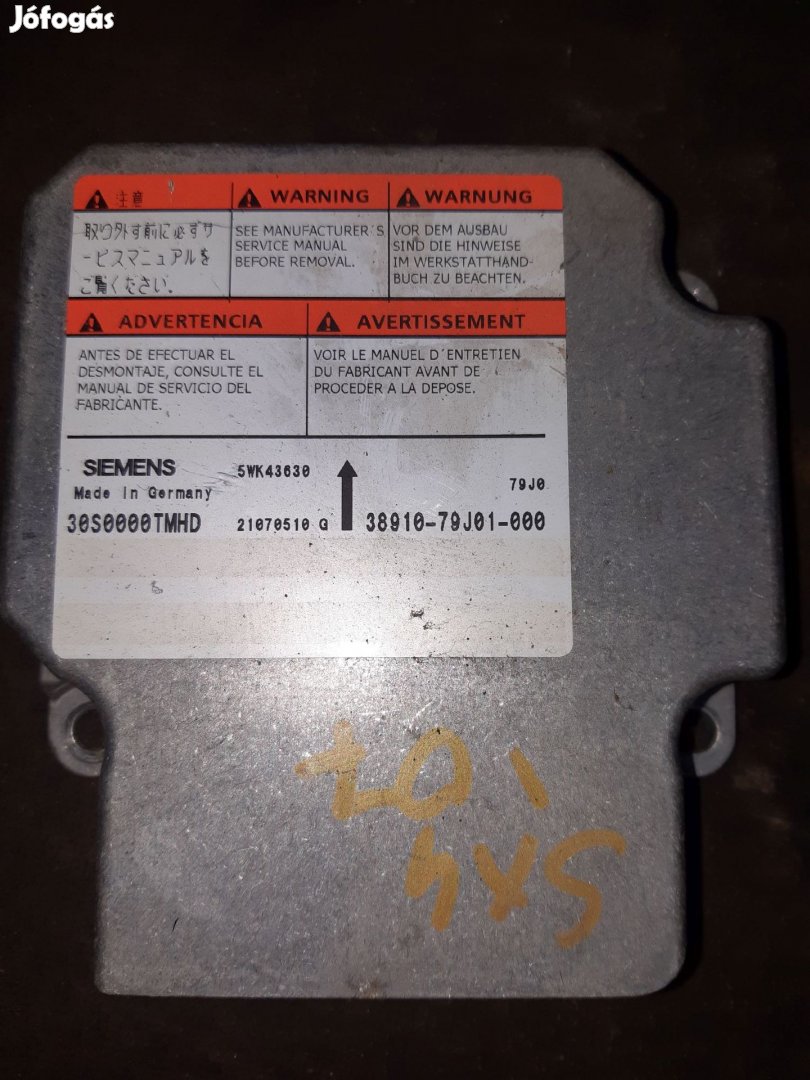 Jófogás
注意
取り外す前に必ずサ
ービスマニュアルを
ご覧ください.
WARNING
SEE MANUFACTURER'S
SERVICE MANUAL
BEFORE REMOVAL.
WARNUNG
VOR DEM AUSBAU
SIND DIE HINWEISE
IM WERKSTATTHAND-
BUCH ZU BEACHTEN.
ADVERTENCIA
ANTES DE EFECTUAR EL
DESMONTAJE, CONSULTE EL
MANUAL DE SERVICIO DEL
FABRICANTE.
AVERTISSEMENT
VOIR LE MANUEL D´ENTRETIEN
DU FABRICANT AVANT DE
PROCEDER A LA DEPOSE.
SIEMENS 5WK43630
Made in Germany 79J0
30S0000TMHD 21070510 G 38910-79J01-000
SX4
'07